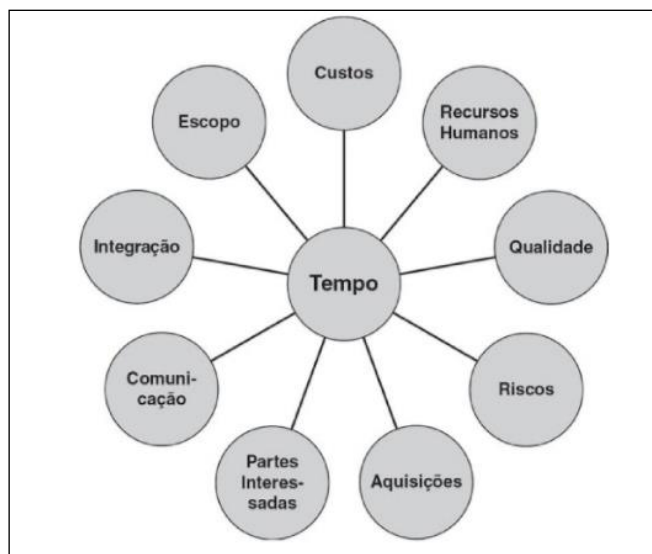 Custos
Escopo
Recursos
Humanos
Integração
Qualidade
Tempo
Comuni-
cação
Riscos
Partes
Interes-
sadas
Aquisições